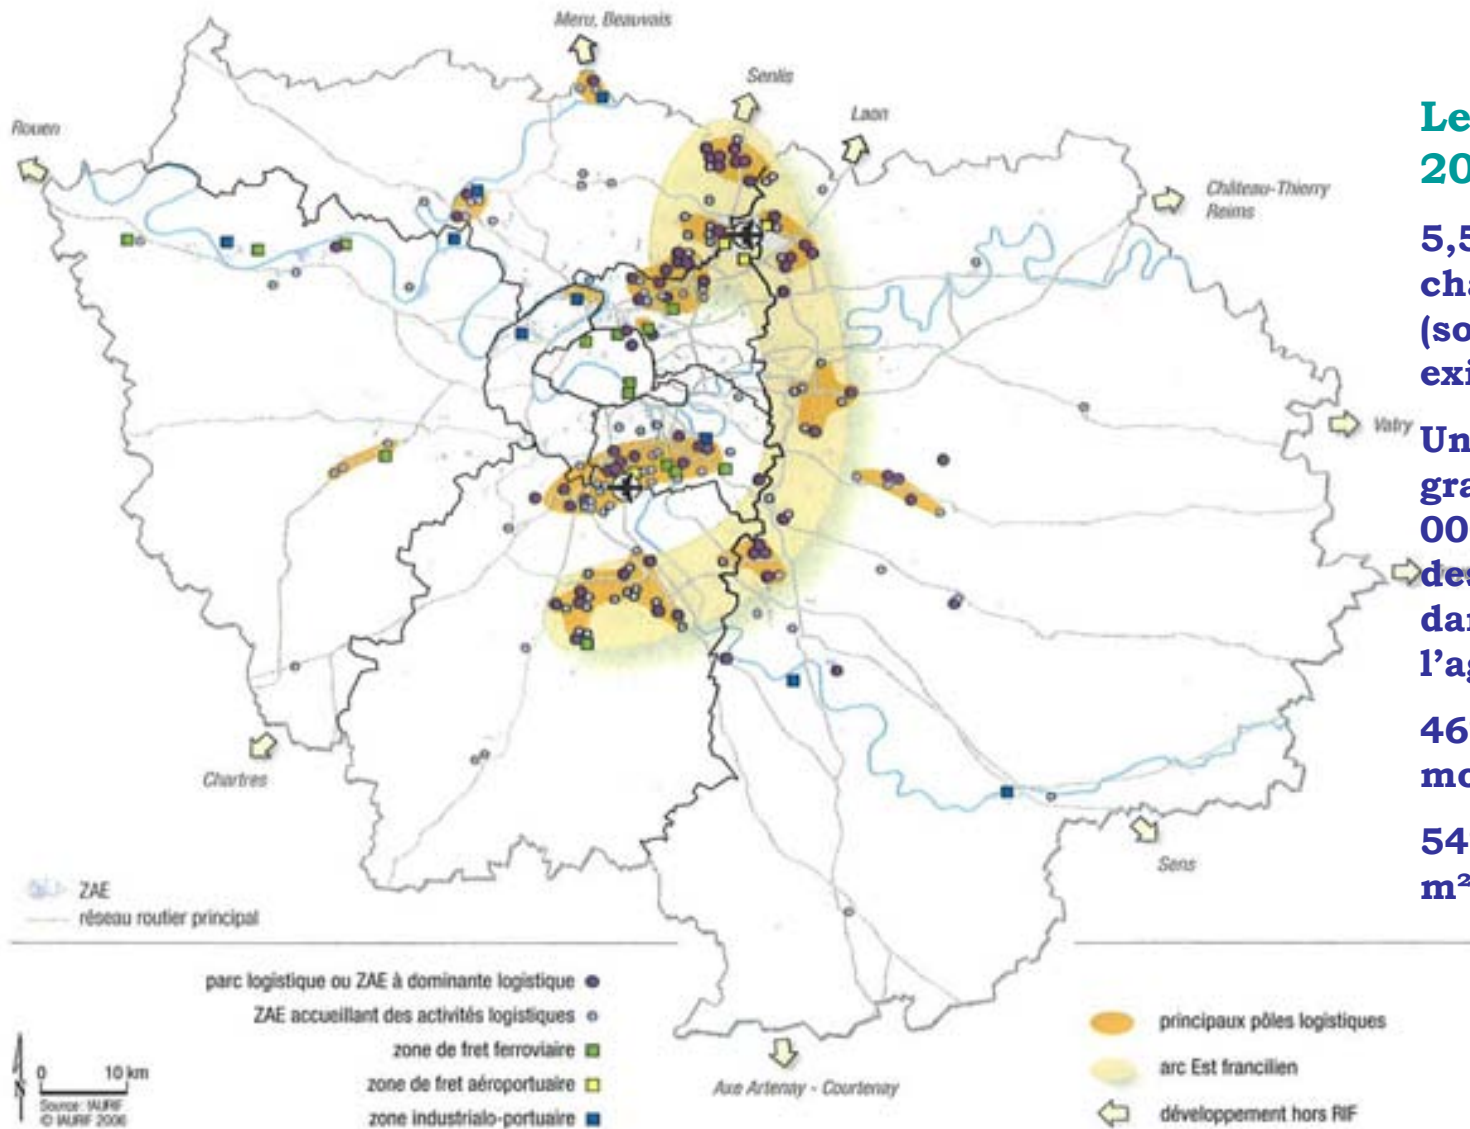 Meru, Beauvais
Senlis
Laon
Rouen
Château-Thierry
Reims
Vatry
Chartres
Sens
Axe Artenay - Courtenay
ZAE
réseau routier principal
parc logistique ou ZAE à dominante logistique
ZAE accueillant des activités logistiques
zone de fret ferroviaire
zone de fret aéroportuaire
zone industrialo-portuaire
0 10 km
N
Source: IAURIF
© IAURIF 2006
principaux pôles logistiques
arc Est francilien
développement hors RIF
Le
20
5,5
cha
(so
exi
Un
gra
00
des
dan
l’ag
46
mo
54
m²